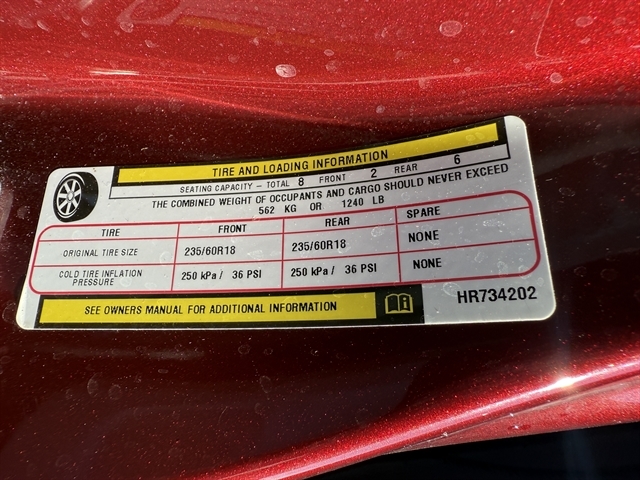 TIRE AND LOADING INFORMATION
SEATING CAPACITY – TOTAL 8 FRONT 2 REAR 6
THE COMBINED WEIGHT OF OCCUPANTS AND CARGO SHOULD NEVER EXCEED
562 KG OR 1240 LB
TIRE FRONT REAR SPARE
ORIGINAL TIRE SIZE 235/60R18 235/60R18 NONE
COLD TIRE INFLATION PRESSURE 250 kPa / 36 PSI 250 kPa / 36 PSI NONE
SEE OWNERS MANUAL FOR ADDITIONAL INFORMATION
HR734202